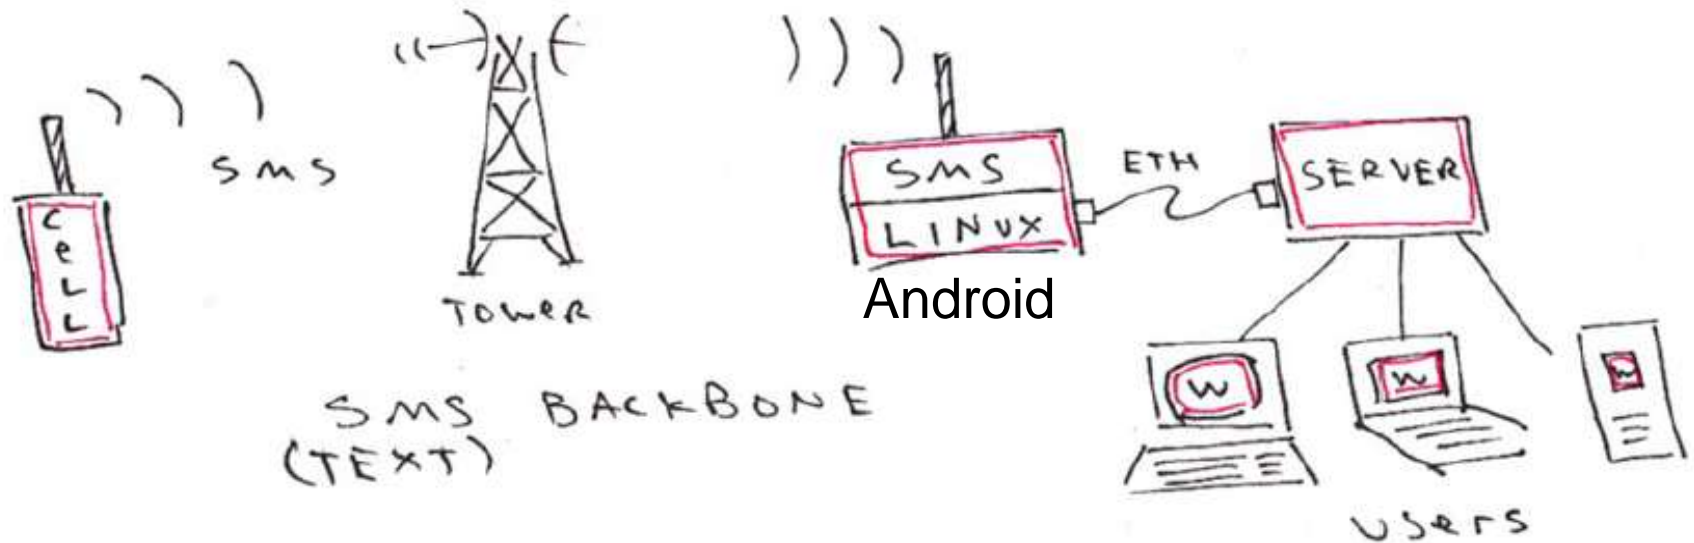 CeLL
SMS
TOWER
SMS
LINUX
Android
ETH
SERVER
W
W
W
users
SMS BACKBONE
(TEXT)